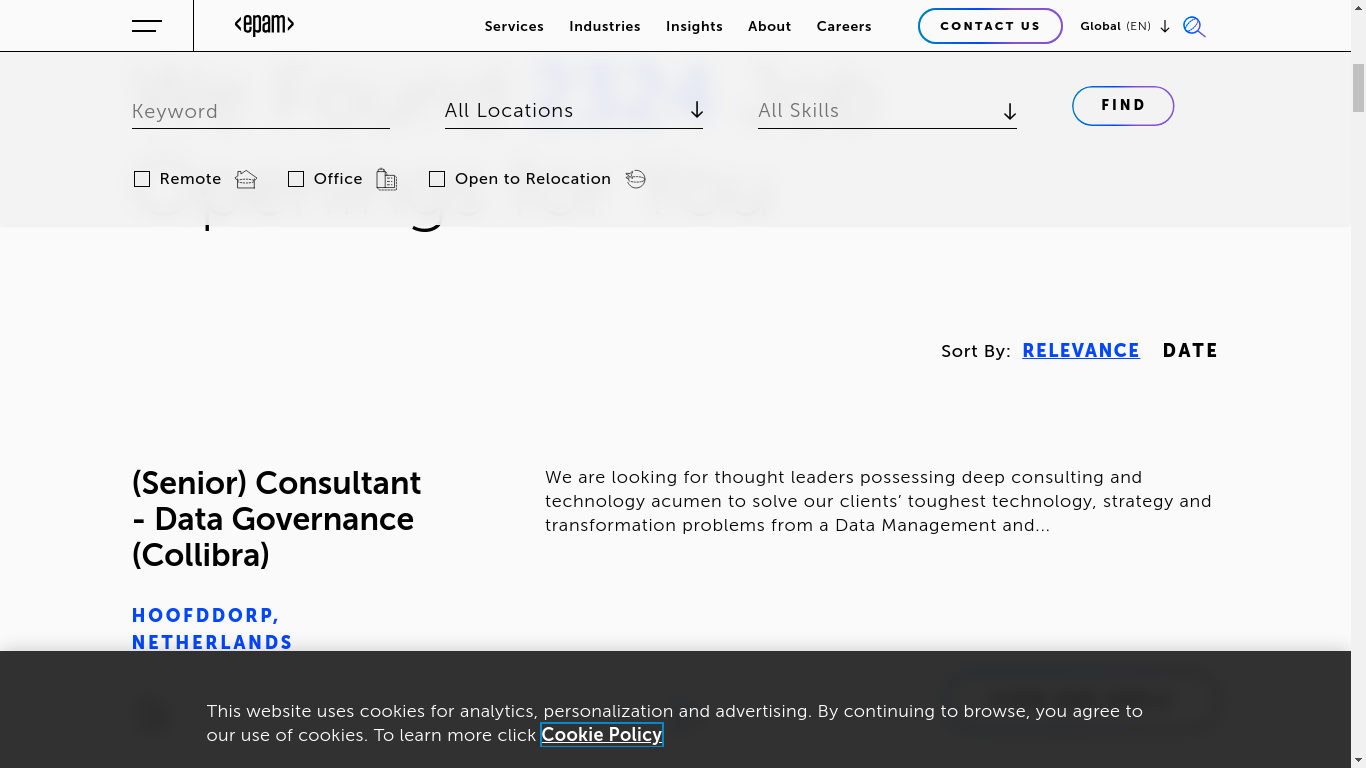 <epam>
Services Industries Insights About Careers CONTACT US Global (EN)
Keyword All Locations All Skills FIND
Remote Office Open to Relocation
Sort By: RELEVANCE DATE
(Senior) Consultant
- Data Governance
(Collibra)
We are looking for thought leaders possessing deep consulting and
technology acumen to solve our clients’ toughest technology, strategy and
transformation problems from a Data Management and...
HOOFDDORP,
NETHERLANDS
This website uses cookies for analytics, personalization and advertising. By continuing to browse, you agree to
our use of cookies. To learn more click Cookie Policy